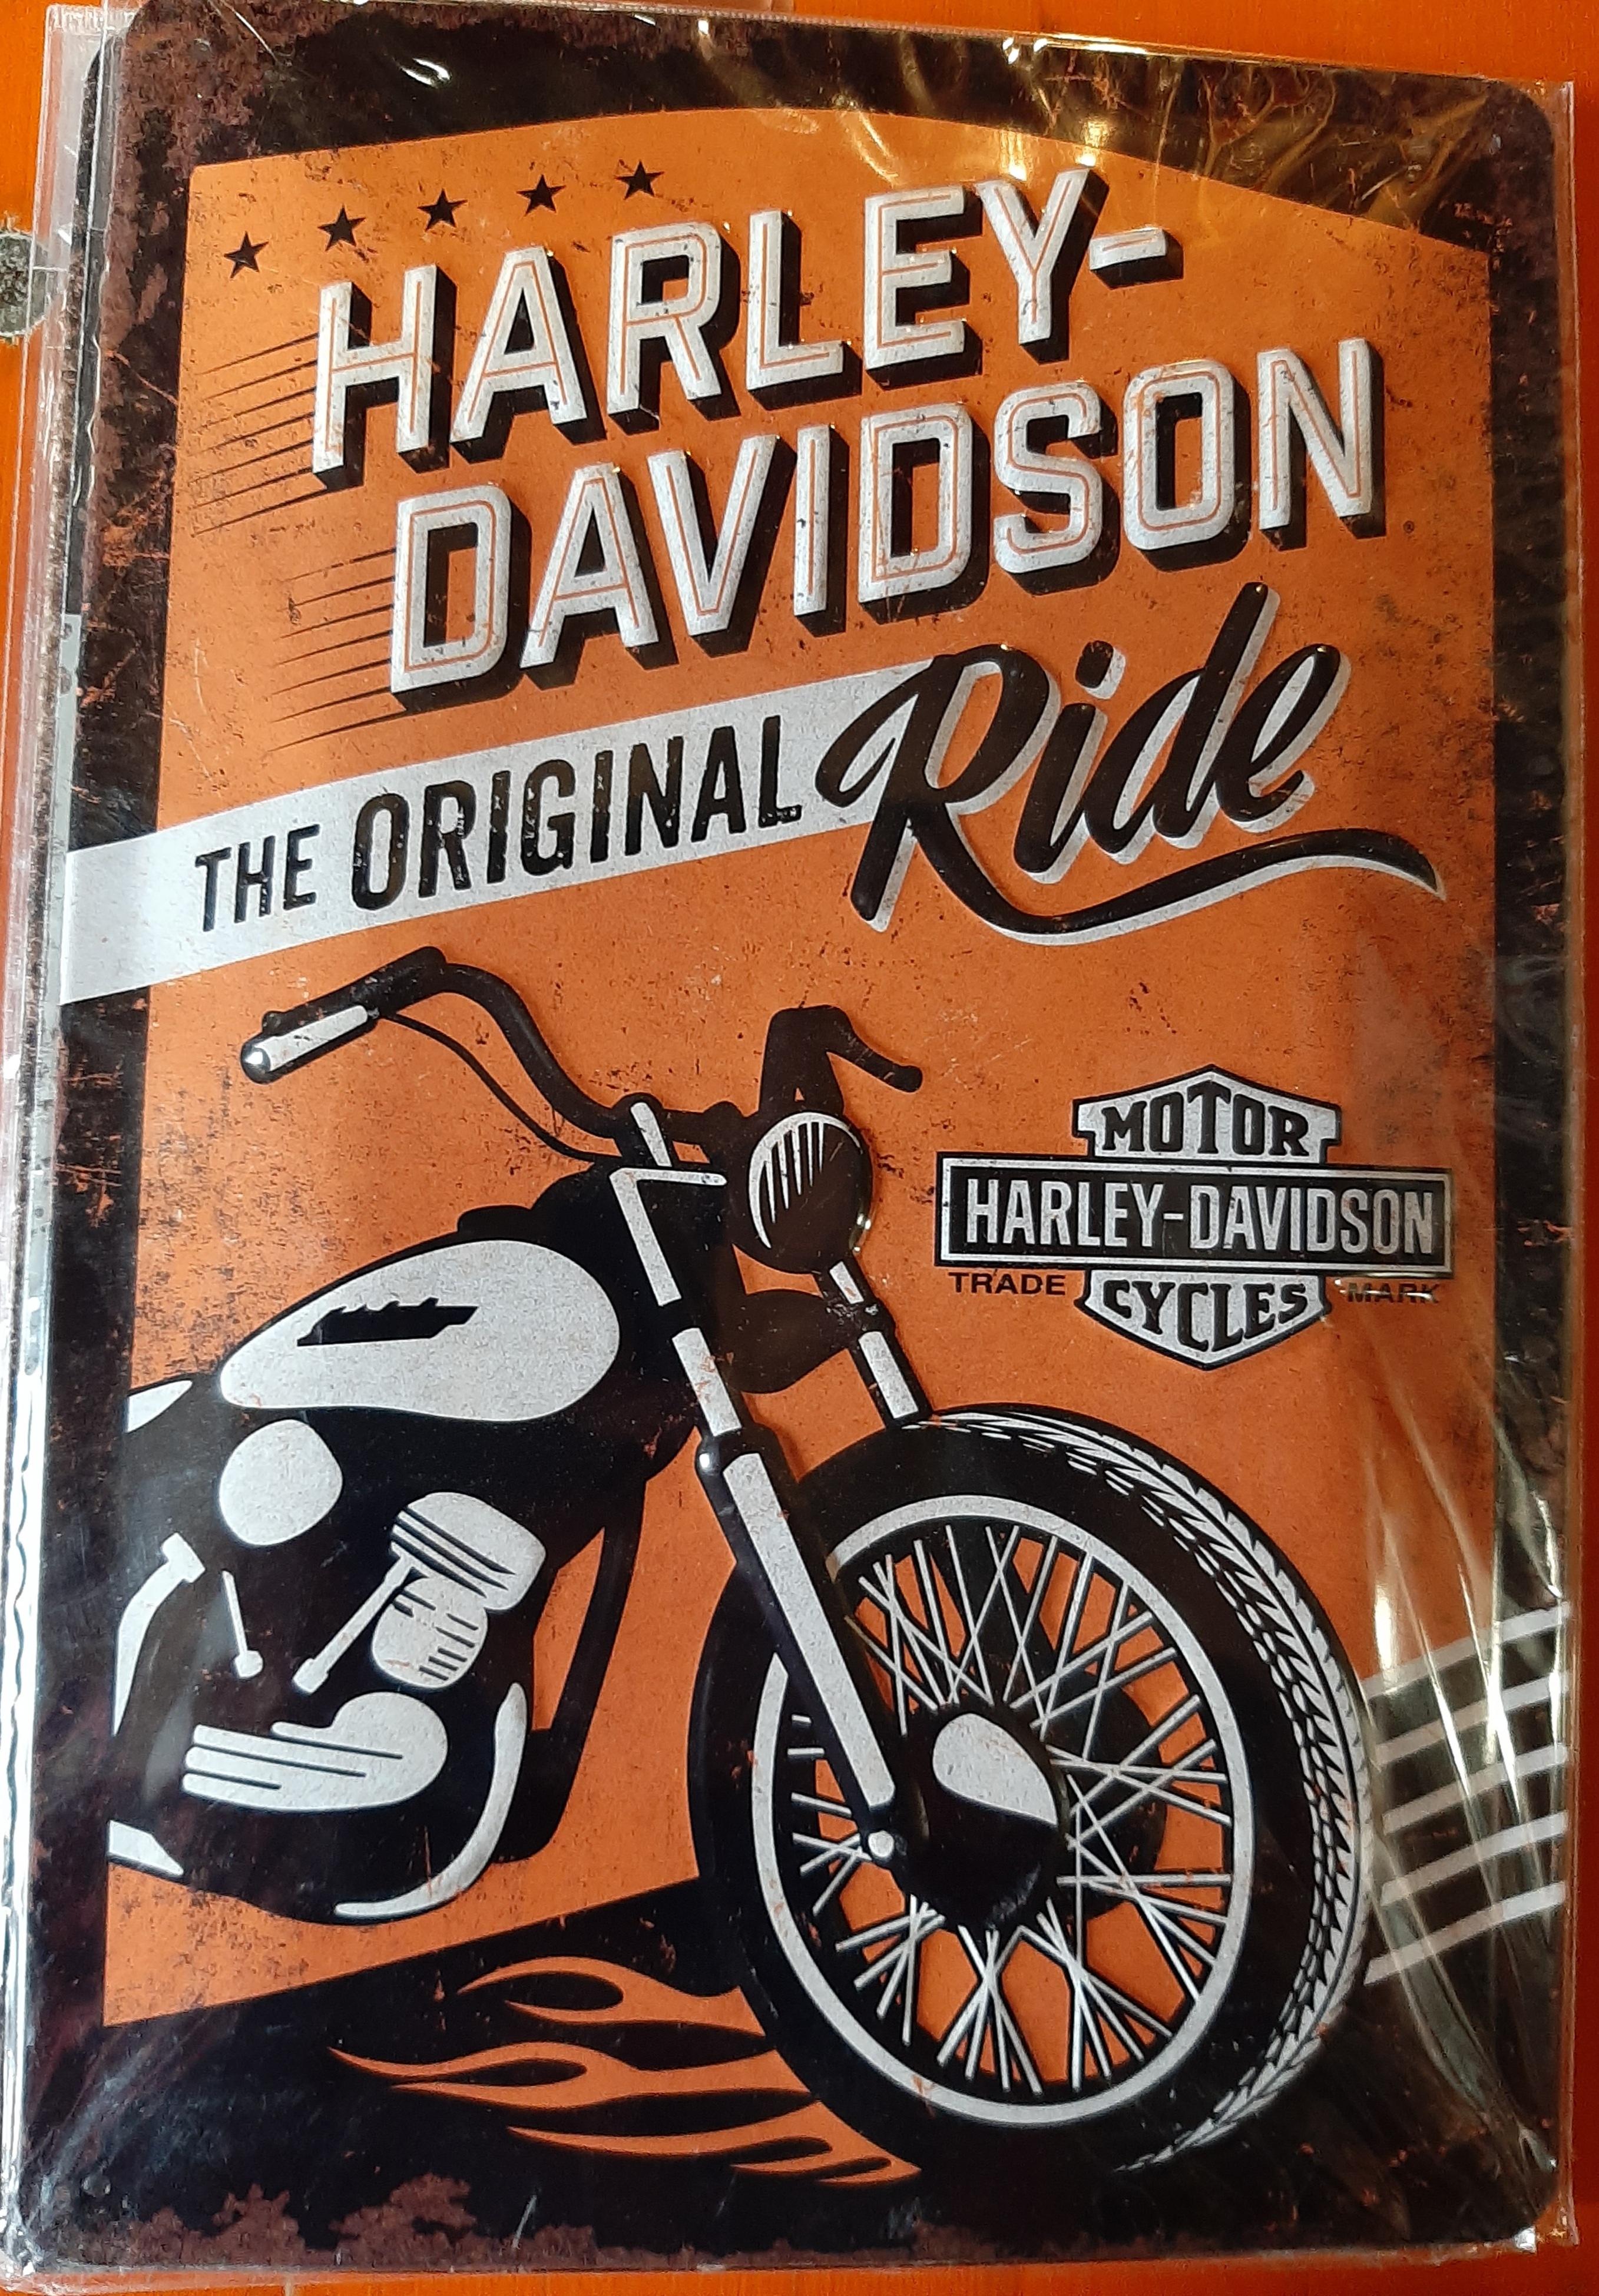 HARLEY-
DAVIDSON
THE ORIGINAL Ride
MOTOR
HARLEY-DAVIDSON
TRADE MARK
CYCLES